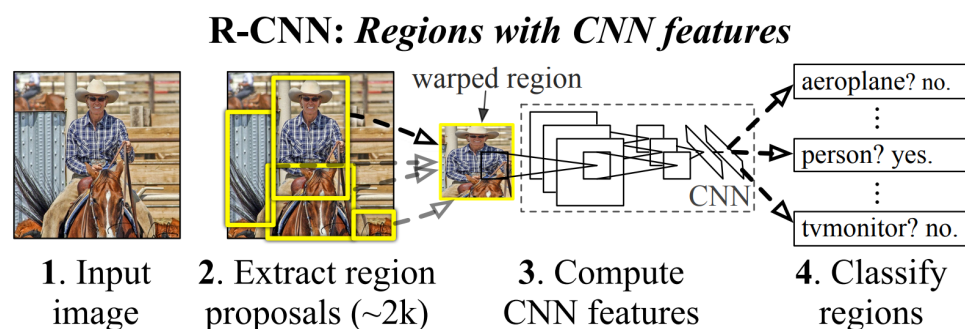 R-CNN: Regions with CNN features
warped region
aeroplane? no.
person? yes.
tvmonitor? no.
CNN
1. Input
image
2. Extract region
proposals (~2k)
3. Compute
CNN features
4. Classify
regions